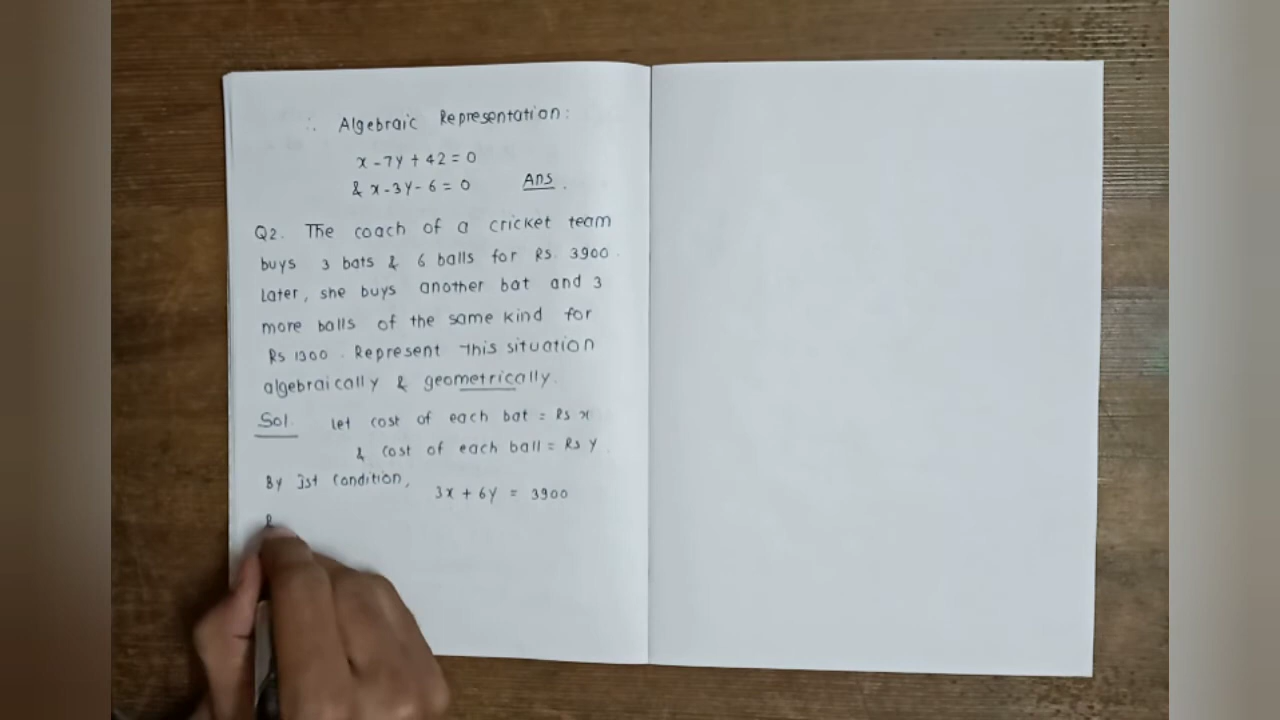 ∴ Algebraic Representation:
x - 7y + 42 = 0
& x - 3y - 6 = 0 Ans.
Q2. The coach of a cricket team
buys 3 bats & 6 balls for Rs. 3900.
Later, she buys another bat and 3
more balls of the same kind for
Rs 1300. Represent this situation
algebraically & geometrically.
Sol. Let cost of each bat = Rs x
& cost of each ball = Rs y.
By Ist condition,
3x + 6y = 3900